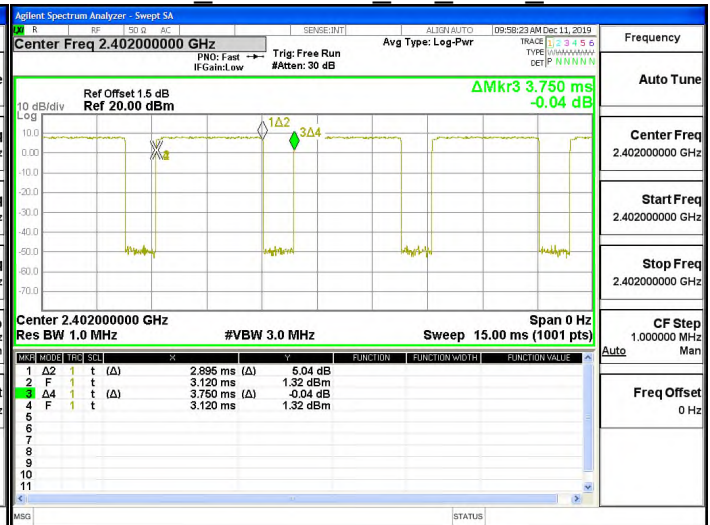 Agilent Spectrum Analyzer - Swept SA
LXI R RF 50 Ω AC SENSE:INT ALIGN AUTO 09:58:23 AM Dec 11, 2019
Center Freq 2.402000000 GHz
PNO: Fast
IFGain:Low
Trig: Free Run
#Atten: 30 dB
Avg Type: Log-Pwr
TRACE 1 2 3 4 5 6
TYPE
DET P N N N N N
Ref Offset 1.5 dB
10 dB/div Ref 20.00 dBm
ΔMkr3 3.750 ms
-0.04 dB
Log
10.0
0.00
-10.0
-20.0
-30.0
-40.0
-50.0
-60.0
-70.0
1Δ2
3Δ4
Center 2.402000000 GHz Span 0 Hz
Res BW 1.0 MHz #VBW 3.0 MHz Sweep 15.00 ms (1001 pts)
MKR MODE TRC SCL X Y FUNCTION FUNCTION WIDTH FUNCTION VALUE
1 Δ2 1 t (Δ) 2.895 ms (Δ) 5.04 dB
2 F 1 t 3.120 ms 1.32 dBm
3 Δ4 1 t (Δ) 3.750 ms (Δ) -0.04 dB
4 F 1 t 3.120 ms 1.32 dBm
5
6
7
8
9
10
11
MSG STATUS
Frequency
Auto Tune
Center Freq
2.402000000 GHz
Start Freq
2.402000000 GHz
Stop Freq
2.402000000 GHz
CF Step
1.000000 MHz
Auto Man
Freq Offset
0 Hz